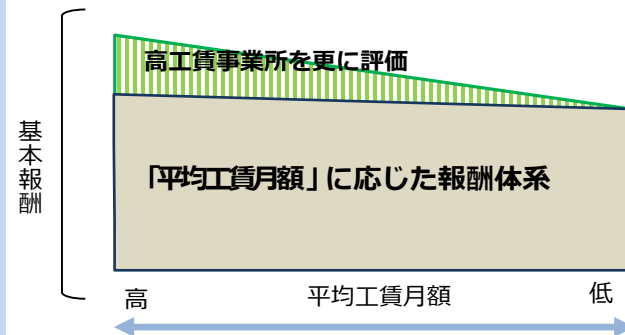 高工賃事業所を更に評価
基本報酬
「平均工賃月額」に応じた報酬体系
高
平均工賃月額
低